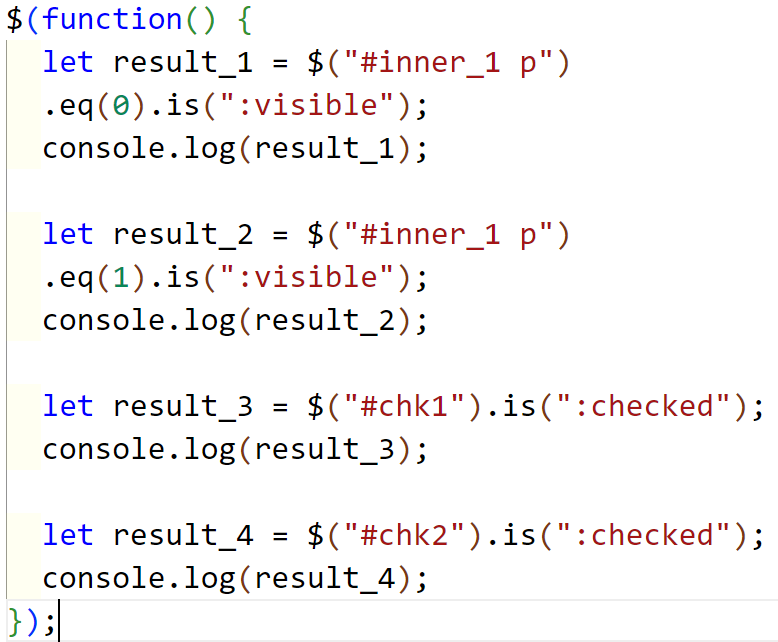 $(function() {
  let result_1 = $("#inner_1 p")
  .eq(0).is(":visible");
  console.log(result_1);

  let result_2 = $("#inner_1 p")
  .eq(1).is(":visible");
  console.log(result_2);

  let result_3 = $("#chk1").is(":checked");
  console.log(result_3);

  let result_4 = $("#chk2").is(":checked");
  console.log(result_4);
});